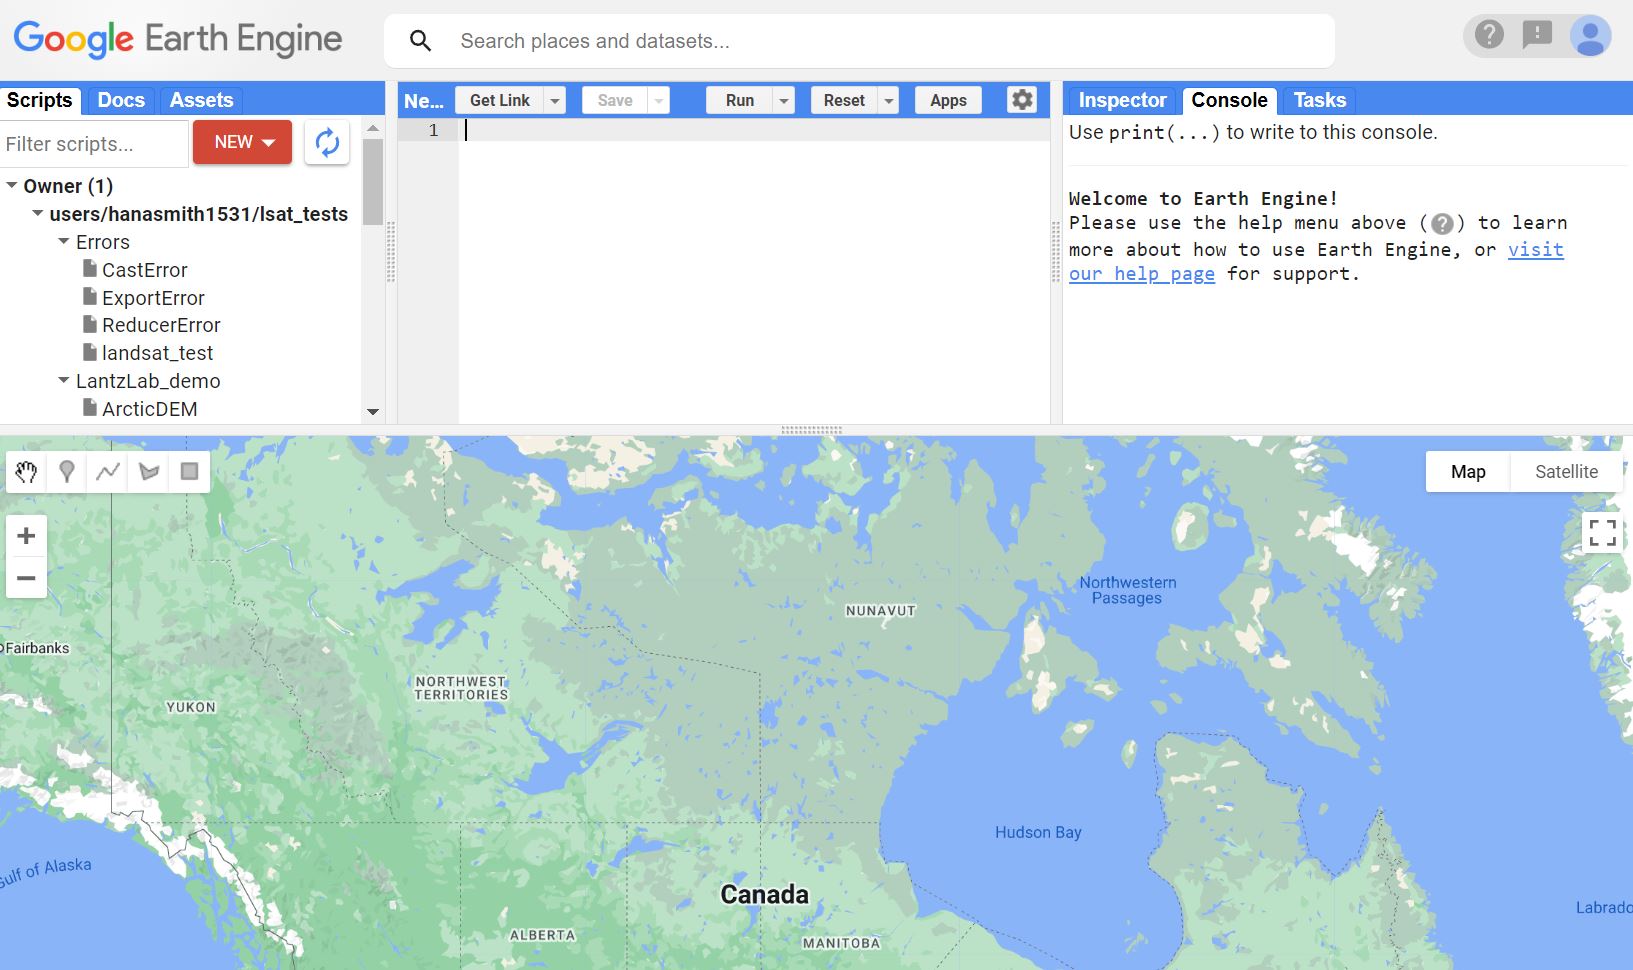 Google Earth Engine
Search places and datasets...
Scripts Docs Assets
Ne... Get Link Save Run Reset Apps
Inspector Console Tasks
Filter scripts... NEW
1
Use print(...) to write to this console.
Owner (1)
users/hanasmith1531/lsat_tests
Errors
CastError
ExportError
ReducerError
landsat_test
LantzLab_demo
ArcticDEM
Welcome to Earth Engine!
Please use the help menu above (?) to learn
more about how to use Earth Engine, or visit
our help page for support.
Map Satellite
Northwestern
Passages
NUNAVUT
Fairbanks
NORTHWEST
TERRITORIES
YUKON
Hudson Bay
Gulf of Alaska
Canada
Labrado
ALBERTA
MANITOBA